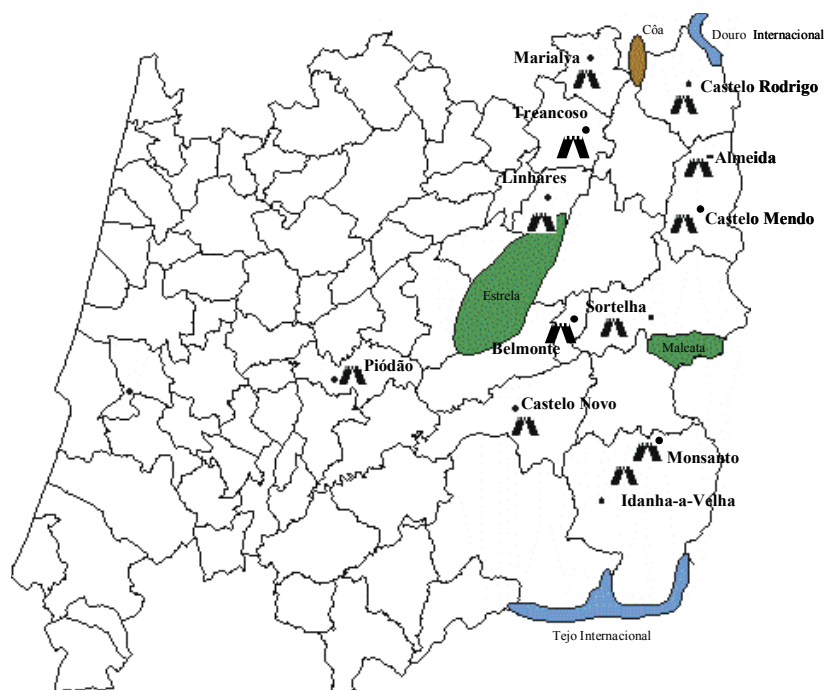 Côa
Douro Internacional
Marialva
Castelo Rodrigo
Treancoso
Almeida
Linhares
Castelo Mendo
Estrela
Sortelha
Belmonte
Malcata
Piódão
Castelo Novo
Monsanto
Idanha-a-Velha
Tejo Internacional